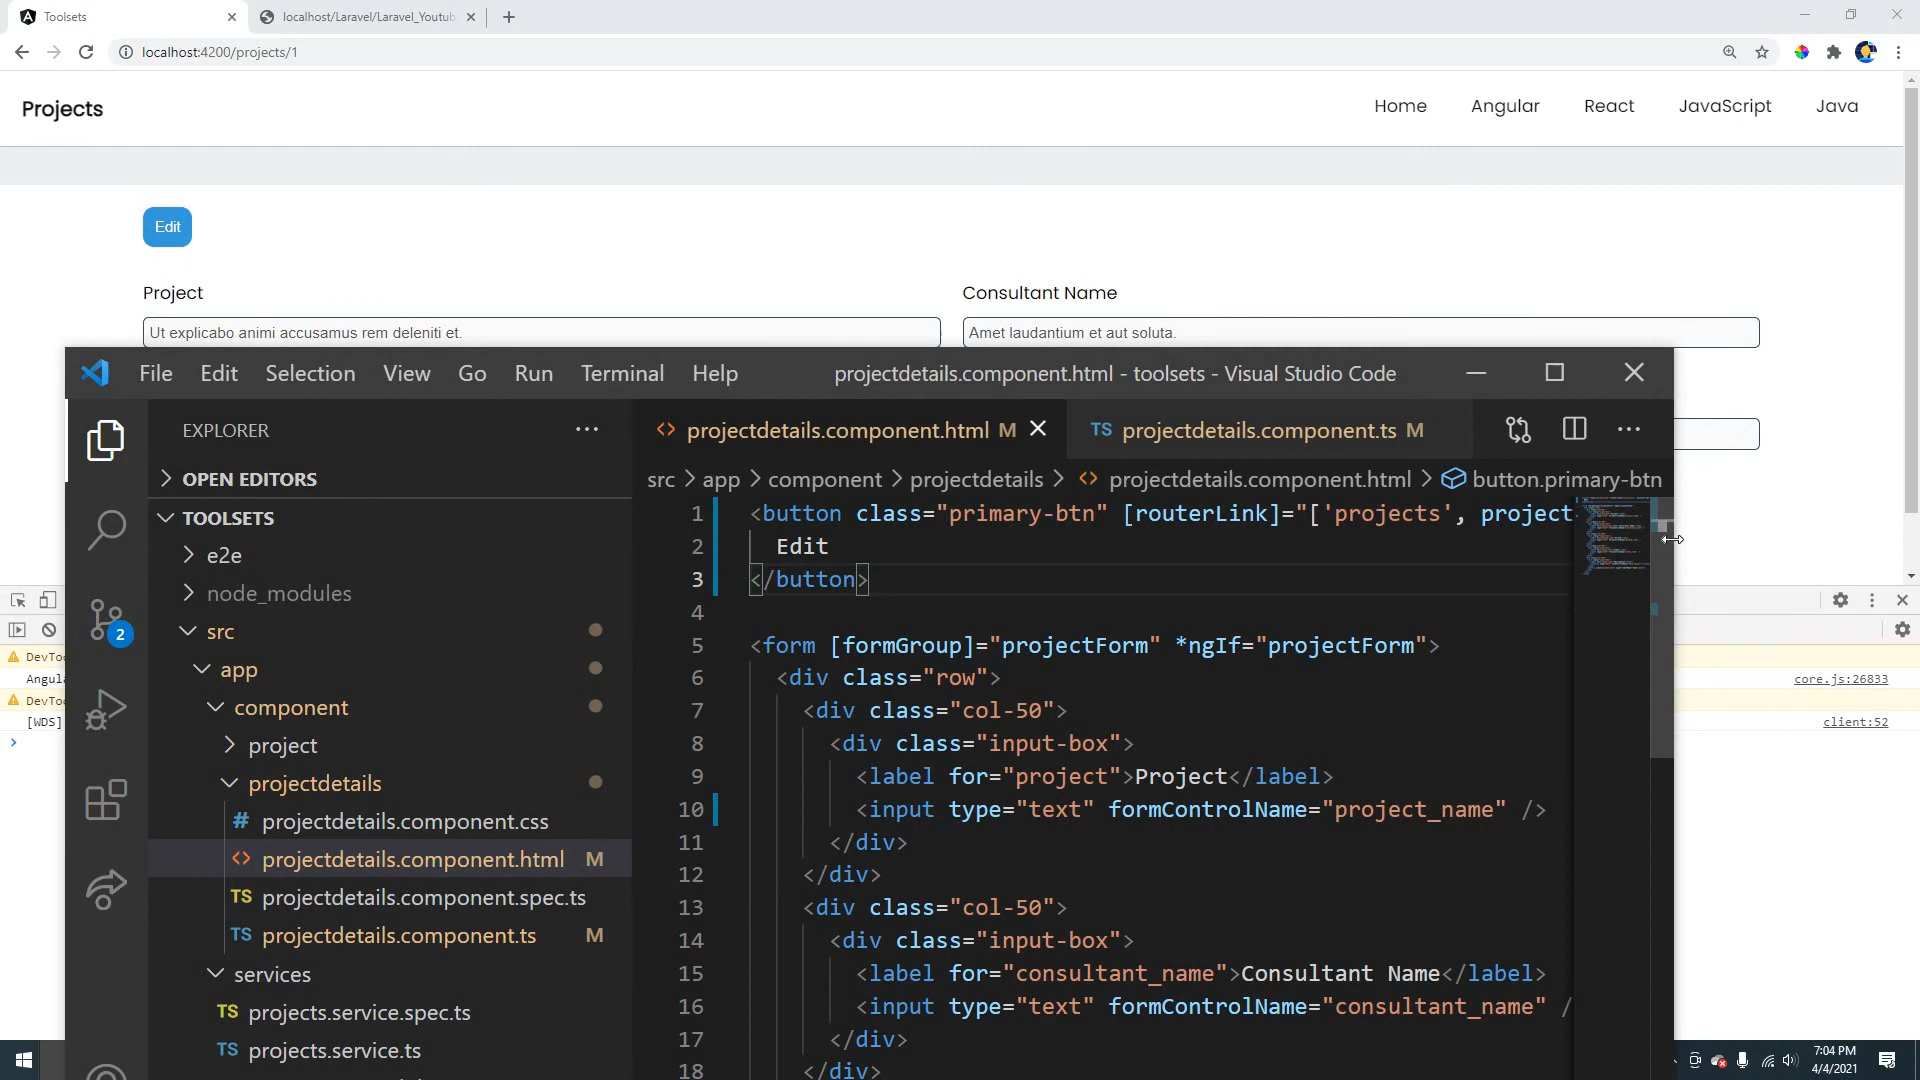 Toolsets
localhost/Laravel/Laravel_Youtub
localhost:4200/projects/1
Projects
Home
Angular
React
JavaScript
Java
Edit
Project
Consultant Name
Ut explicabo animi accusamus rem deleniti et.
Amet laudantium et aut soluta.
File
Edit
Selection
View
Go
Run
Terminal
Help
projectdetails.component.html - toolsets - Visual Studio Code
EXPLORER
OPEN EDITORS
TOOLSETS
e2e
node_modules
src
app
component
project
projectdetails
# projectdetails.component.css
<> projectdetails.component.html M
TS projectdetails.component.spec.ts
TS projectdetails.component.ts M
services
TS projects.service.spec.ts
TS projects.service.ts
2
<> projectdetails.component.html M
TS projectdetails.component.ts M
src > app > component > projectdetails > <> projectdetails.component.html > button.primary-btn
1 <button class="primary-btn" [routerLink]="['projects', project
2 Edit
3 </button>
4
5 <form [formGroup]="projectForm" *ngIf="projectForm">
6 <div class="row">
7 <div class="col-50">
8 <div class="input-box">
9 <label for="project">Project</label>
10 <input type="text" formControlName="project_name" />
11 </div>
12 </div>
13 <div class="col-50">
14 <div class="input-box">
15 <label for="consultant_name">Consultant Name</label>
16 <input type="text" formControlName="consultant_name" /
17 </div>
18 </div>
DevToo
Angula
DevToo
[WDS]
core.js:26833
client:52
7:04 PM
4/4/2021